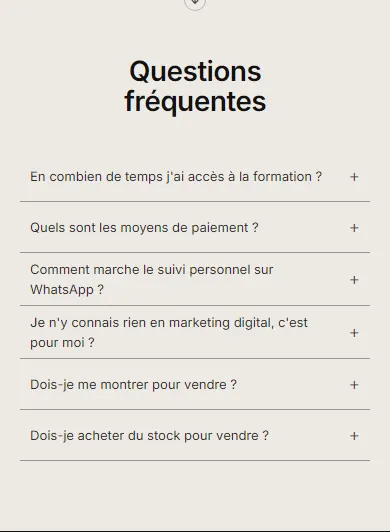 Questions
fréquentes
En combien de temps j'ai accès à la formation ? +
Quels sont les moyens de paiement ? +
Comment marche le suivi personnel sur
WhatsApp ? +
Je n'y connais rien en marketing digital, c'est
pour moi ? +
Dois-je me montrer pour vendre ? +
Dois-je acheter du stock pour vendre ? +